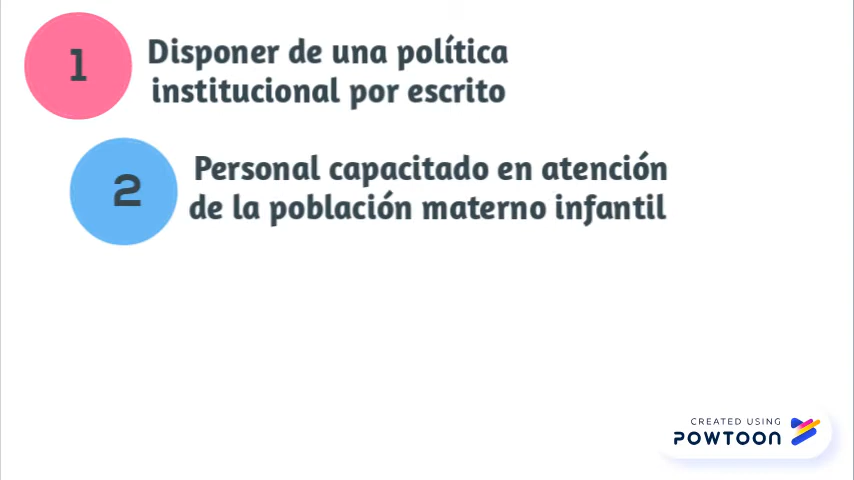 1
Disponer de una política
institucional por escrito
2
Personal capacitado en atención
de la población materno infantil
CREATED USING
POWTOON